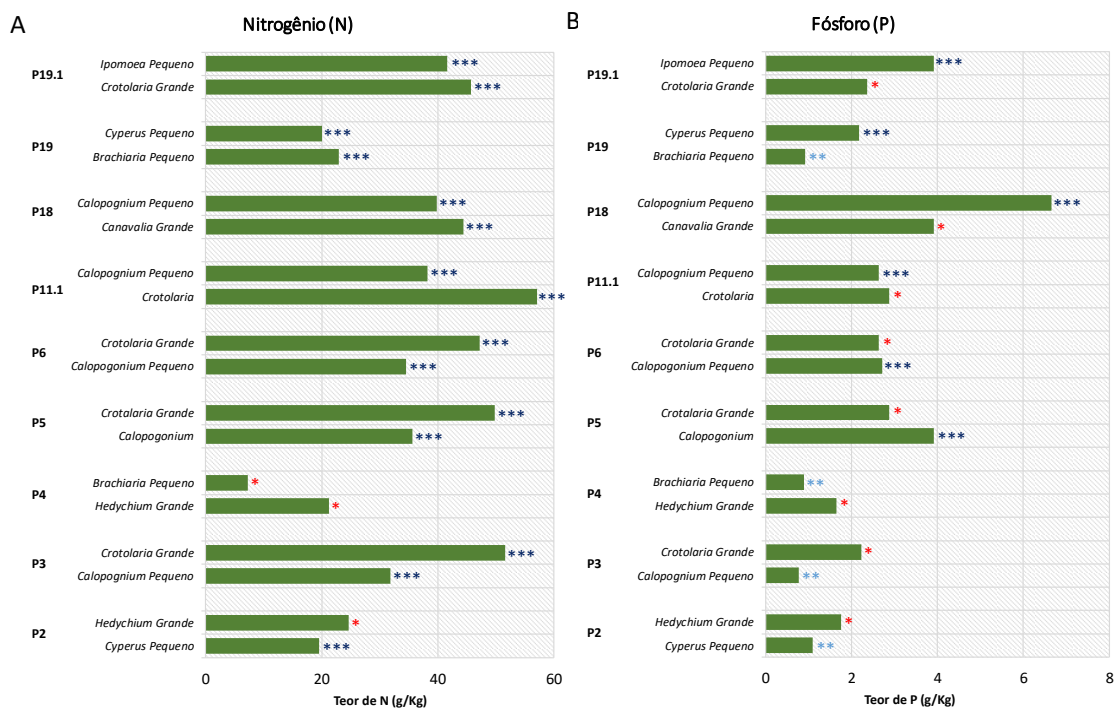 A
Nitrogênio (N)
P19.1
Ipomoea Pequeno
***
Crotolaria Grande
***
P19
Cyperus Pequeno
***
Brachiaria Pequeno
***
P18
Calopognium Pequeno
***
Canavalia Grande
***
P11.1
Calopognium Pequeno
***
Crotolaria
***
P6
Crotolaria Grande
***
Calopogonium Pequeno
***
P5
Crotalaria Grande
***
Calopogonium
***
P4
Brachiaria Pequeno
*
Hedychium Grande
*
P3
Crotolaria Grande
***
Calopognium Pequeno
***
P2
Hedychium Grande
*
Cyperus Pequeno
***
0 20 40 60
Teor de N (g/Kg)
B
Fósforo (P)
P19.1
Ipomoea Pequeno
***
Crotolaria Grande
*
P19
Cyperus Pequeno
***
Brachiaria Pequeno
**
P18
Calopognium Pequeno
***
Canavalia Grande
*
P11.1
Calopognium Pequeno
***
Crotolaria
*
P6
Crotolaria Grande
*
Calopogonium Pequeno
***
P5
Crotalaria Grande
*
Calopogonium
***
P4
Brachiaria Pequeno
**
Hedychium Grande
*
P3
Crotolaria Grande
*
Calopognium Pequeno
**
P2
Hedychium Grande
*
Cyperus Pequeno
**
0 2 4 6 8
Teor de P (g/Kg)